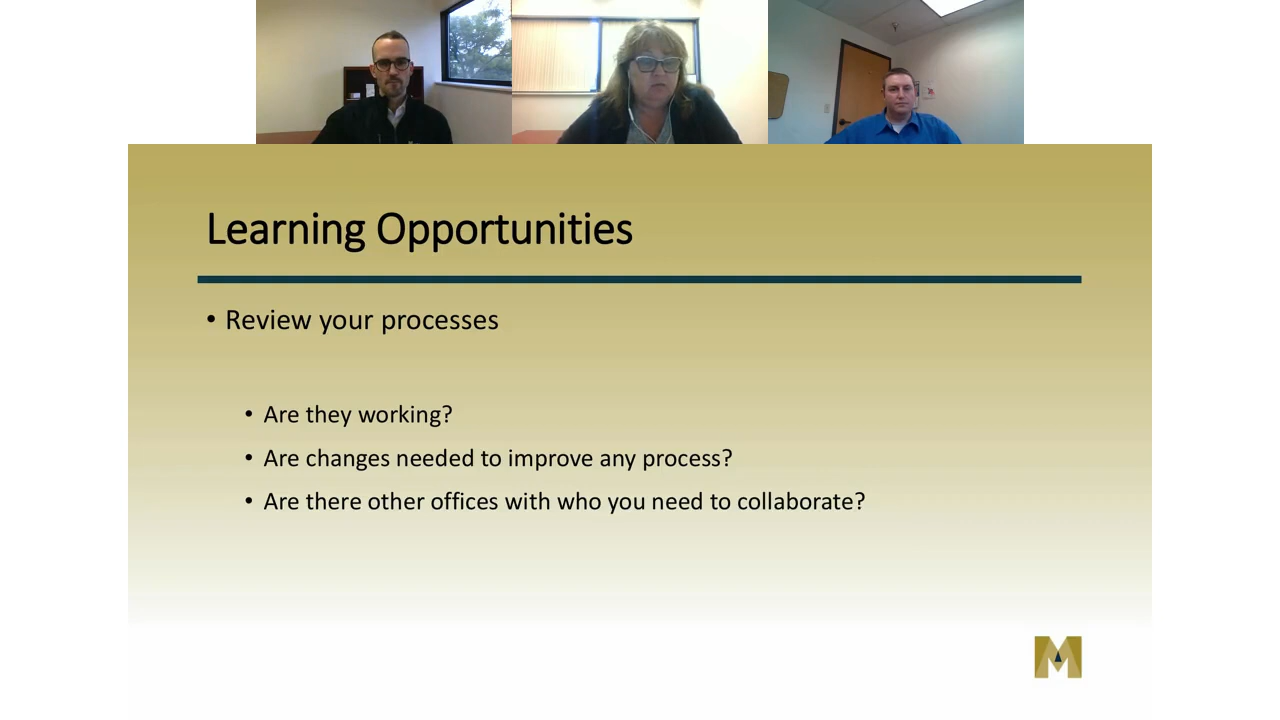 Learning Opportunities
• Review your processes
• Are they working?
• Are changes needed to improve any process?
• Are there other offices with who you need to collaborate?
M